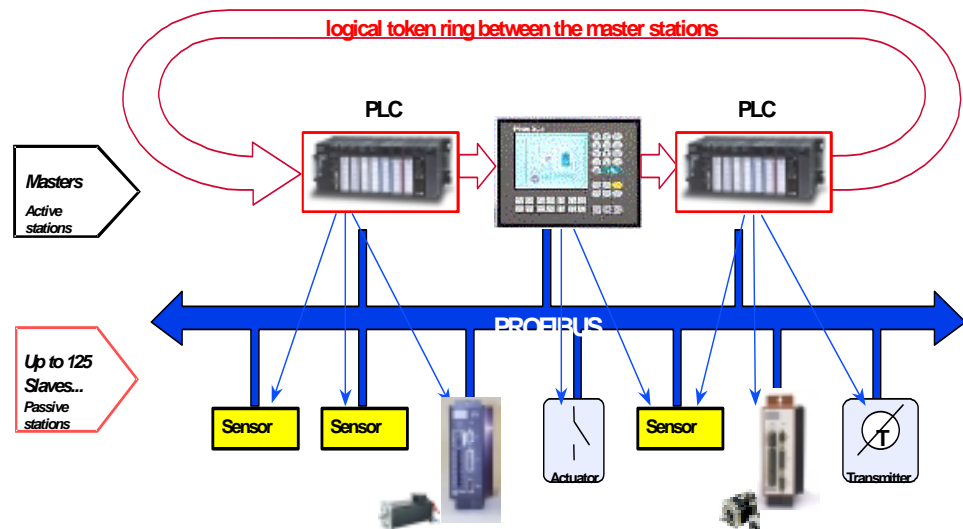 logical token ring between the master stations
PLC
PLC
Masters
Active
stations
PROFIBUS
Up to 125
Slaves...
Passive
stations
Sensor
Sensor
Actuator
Sensor
T
Transmitter